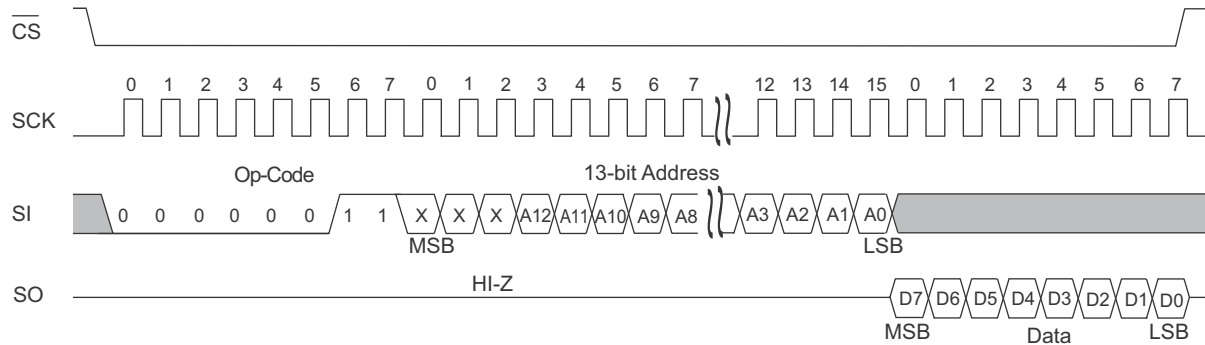 CS
0 1 2 3 4 5 6 7 0 1 2 3 4 5 6 7 12 13 14 15 0 1 2 3 4 5 6 7
SCK
Op-Code 13-bit Address
SI 0 0 0 0 0 0 1 1 X X X A12 A11 A10 A9 A8 A3 A2 A1 A0
MSB LSB
HI-Z
SO D7 D6 D5 D4 D3 D2 D1 D0
MSB Data LSB